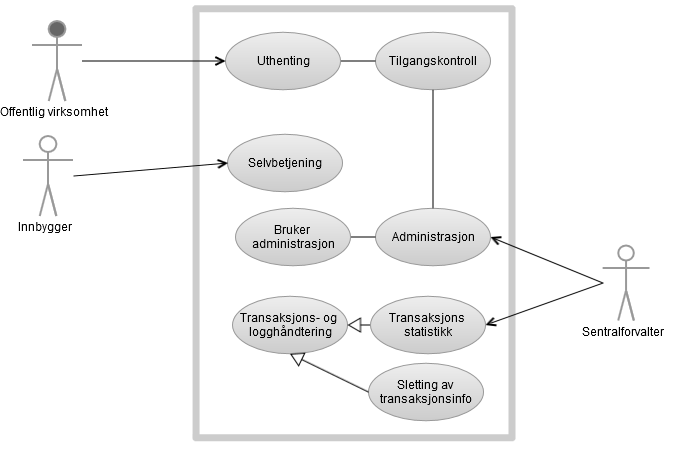 Offentlig virksomhet
Uthenting
Tilgangskontroll
Innbygger
Selvbetjening
Bruker
administrasjon
Administrasjon
Sentralforvalter
Transaksjons- og
logghåndtering
Transaksjons
statistikk
Sletting av
transaksjonsinfo